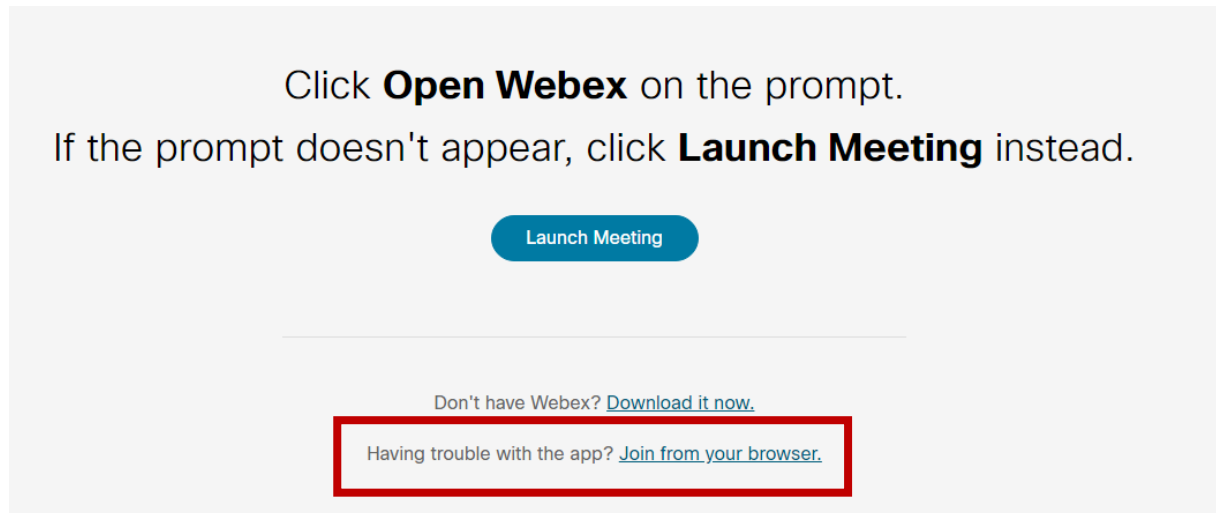 Click Open Webex on the prompt.
If the prompt doesn't appear, click Launch Meeting instead.
Launch Meeting
Don't have Webex? Download it now.
Having trouble with the app? Join from your browser.